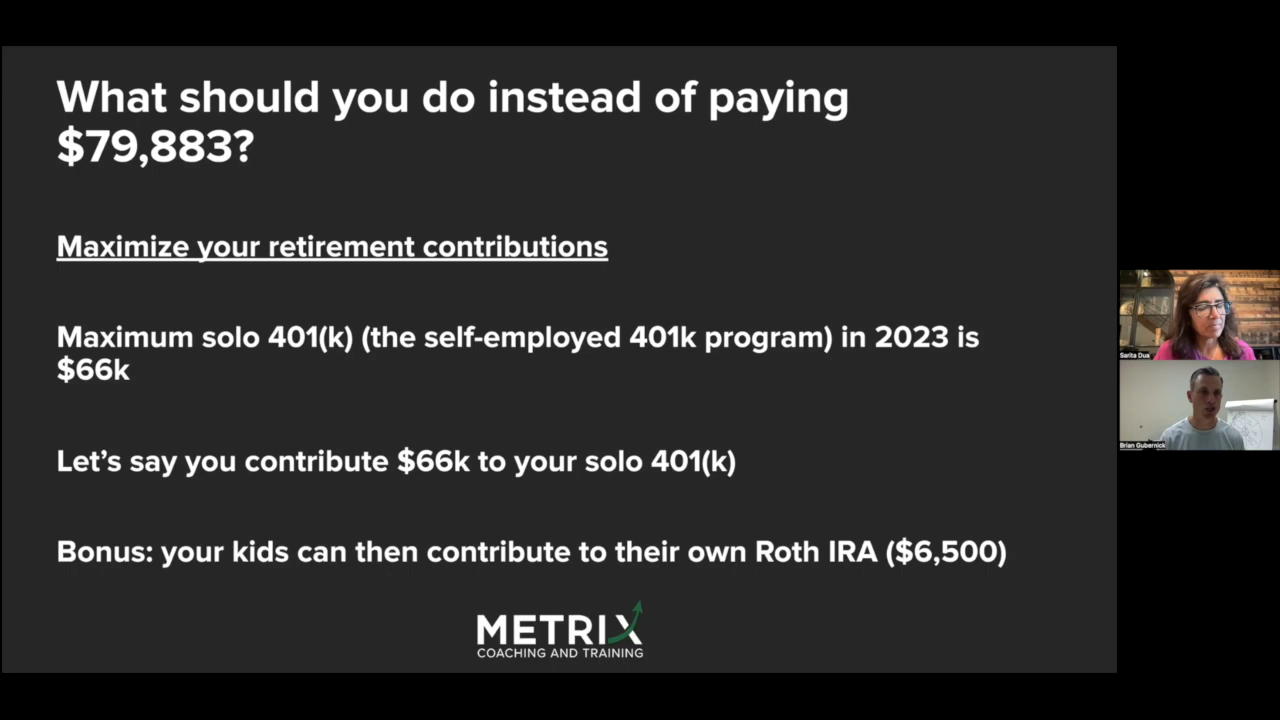 What should you do instead of paying
$79,883?
Maximize your retirement contributions
Maximum solo 401(k) (the self-employed 401k program) in 2023 is
$66k
Let’s say you contribute $66k to your solo 401(k)
Bonus: your kids can then contribute to their own Roth IRA ($6,500)
METRIX
COACHING AND TRAINING
Sarita Dua
Brian Gubernick